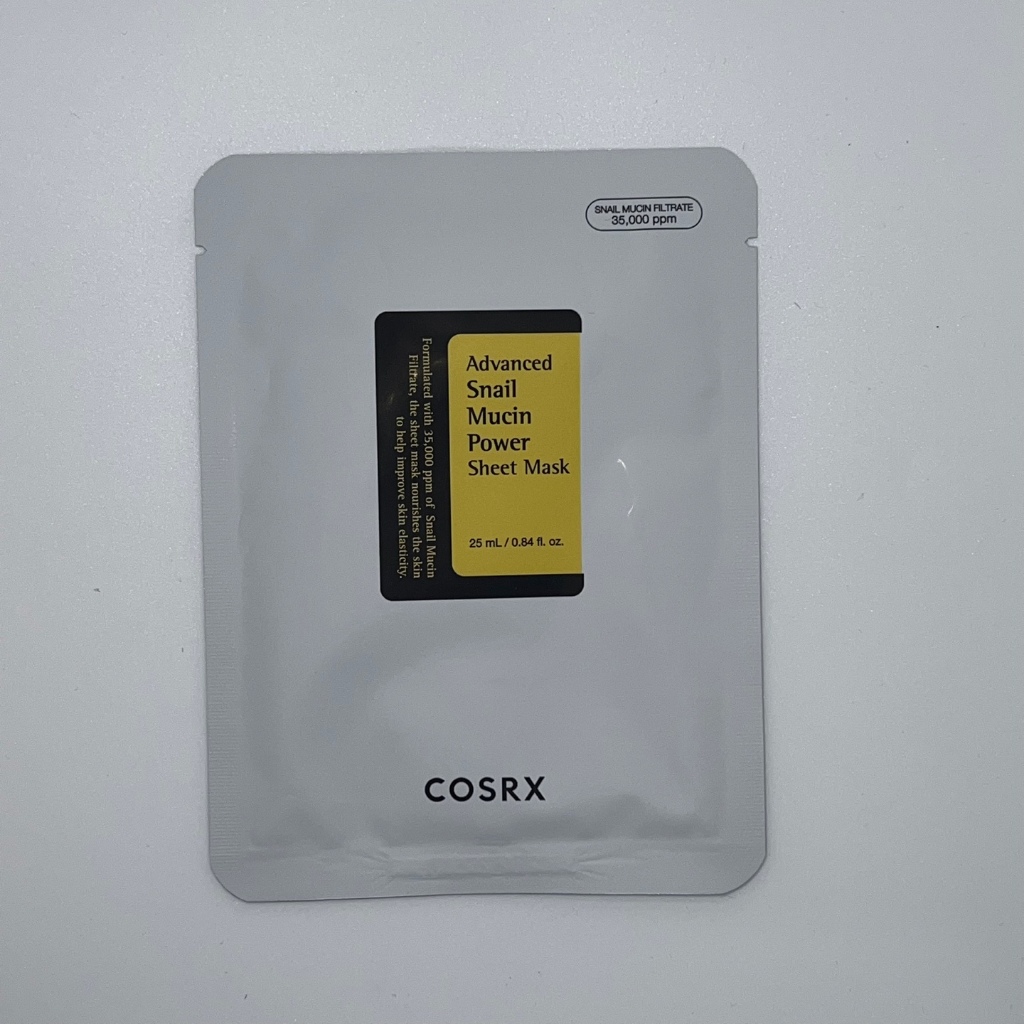 SNAIL MUCIN FILTRATE
35,000 ppm
Advanced
Snail
Mucin
Power
Sheet Mask
25 mL / 0.84 fl. oz.
Formulated with 35,000 ppm of Snail Mucin
Filtrate, the sheet mask nourishes the skin
to help improve skin elasticity.
COSRX